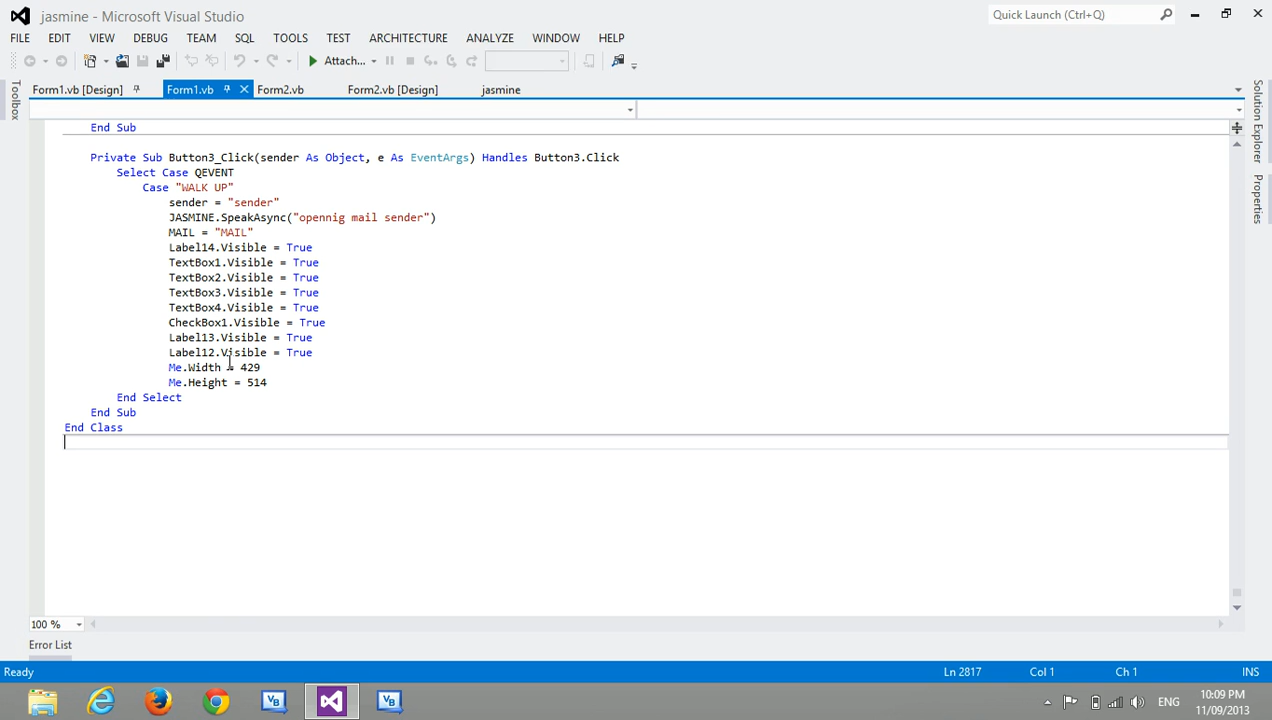 jasmine - Microsoft Visual Studio
Quick Launch (Ctrl+Q)
FILE EDIT VIEW DEBUG TEAM SQL TOOLS TEST ARCHITECTURE ANALYZE WINDOW HELP
Attach...
Form1.vb [Design] Form1.vb Form2.vb Form2.vb [Design] jasmine
Toolbox
Solution Explorer
Properties
End Sub
Private Sub Button3_Click(sender As Object, e As EventArgs) Handles Button3.Click
Select Case QEVENT
Case "WALK UP"
sender = "sender"
JASMINE.SpeakAsync("opennig mail sender")
MAIL = "MAIL"
Label14.Visible = True
TextBox1.Visible = True
TextBox2.Visible = True
TextBox3.Visible = True
TextBox4.Visible = True
CheckBox1.Visible = True
Label13.Visible = True
Label12.Visible = True
Me.Width = 429
Me.Height = 514
End Select
End Sub
End Class
100 %
Error List
Ready Ln 2817 Col 1 Ch 1 INS
VB VB ENG 10:09 PM
11/09/2013